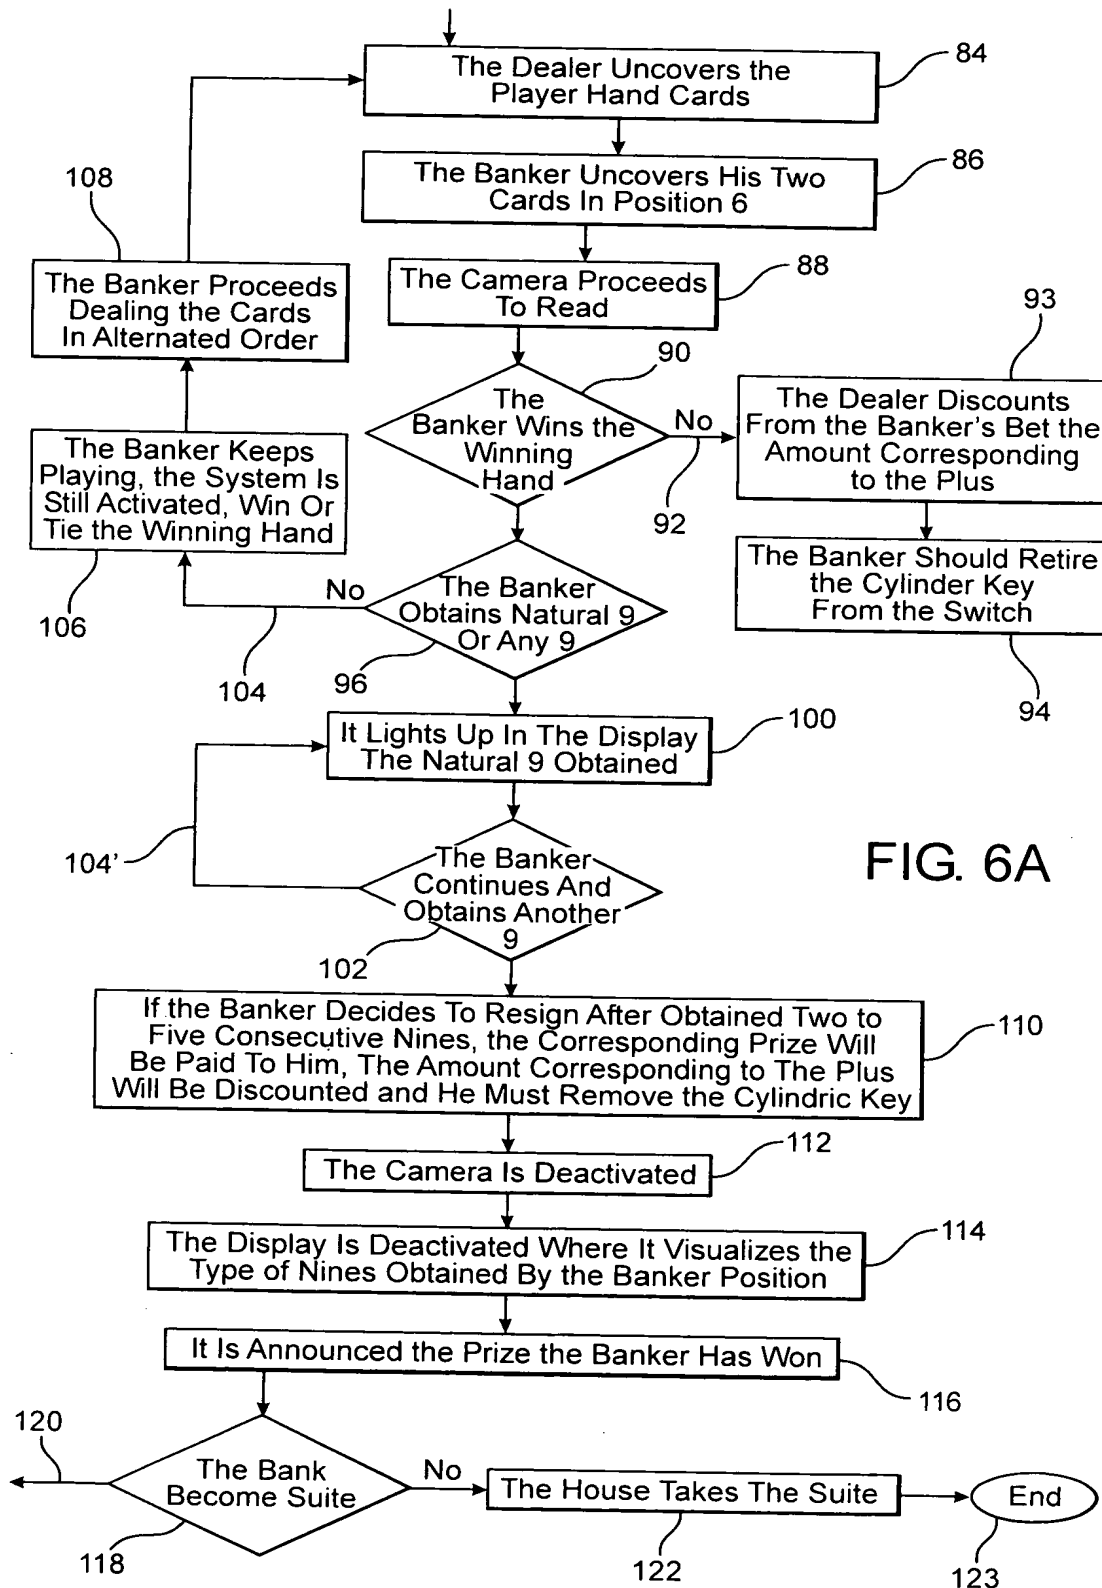 The Dealer Uncovers the
Player Hand Cards
84
The Banker Uncovers His Two
Cards In Position 6
86
108
The Banker Proceeds
Dealing the Cards
In Alternated Order
The Camera Proceeds
To Read
88
90
93
The
Banker Wins the
Winning
Hand
No
92
The Dealer Discounts
From the Banker's Bet the
Amount Corresponding
to the Plus
The Banker Keeps
Playing, the System Is
Still Activated, Win Or
Tie the Winning Hand
106
The Banker Should Retire
the Cylinder Key
From the Switch
94
No
104
The Banker
Obtains Natural 9
Or Any 9
96
It Lights Up In The Display
The Natural 9 Obtained
100
104'
The Banker
Continues And
Obtains Another
9
102
FIG. 6A
If the Banker Decides To Resign After Obtained Two to
Five Consecutive Nines, the Corresponding Prize Will
Be Paid To Him, The Amount Corresponding to The Plus
Will Be Discounted and He Must Remove the Cylindric Key
110
The Camera Is Deactivated
112
The Display Is Deactivated Where It Visualizes the
Type of Nines Obtained By the Banker Position
114
It Is Announced the Prize the Banker Has Won
116
120
The Bank
Become Suite
118
No
The House Takes The Suite
122
End
123